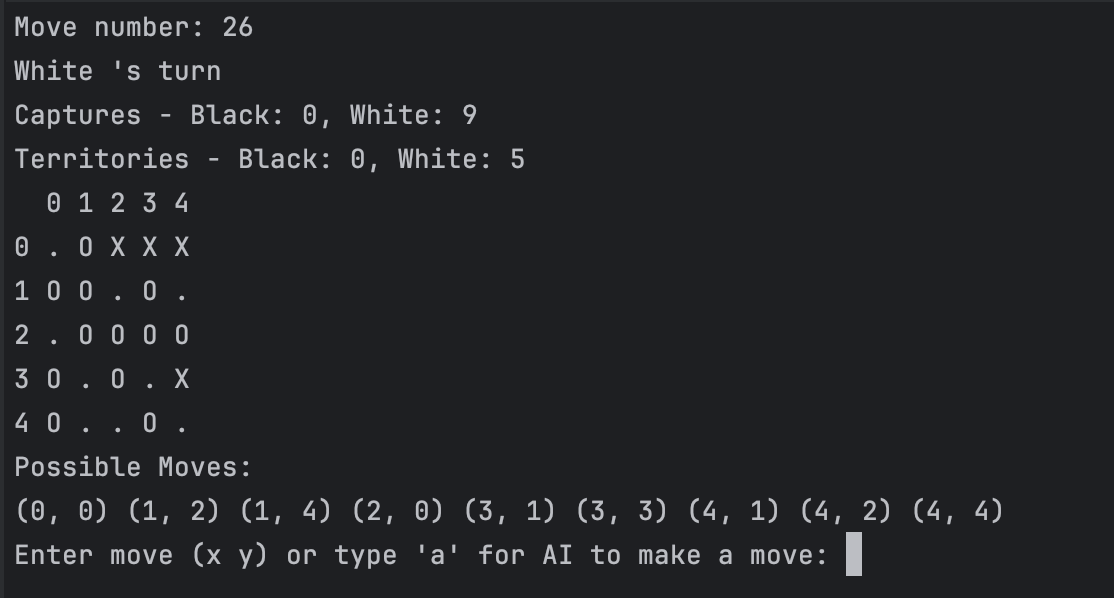 Move number: 26
White 's turn
Captures - Black: 0, White: 9
Territories - Black: 0, White: 5
  0 1 2 3 4
0 . O X X X
1 O O . O .
2 . O O O O
3 O . O . X
4 O . . O .
Possible Moves:
(0, 0) (1, 2) (1, 4) (2, 0) (3, 1) (3, 3) (4, 1) (4, 2) (4, 4)
Enter move (x y) or type 'a' for AI to make a move: